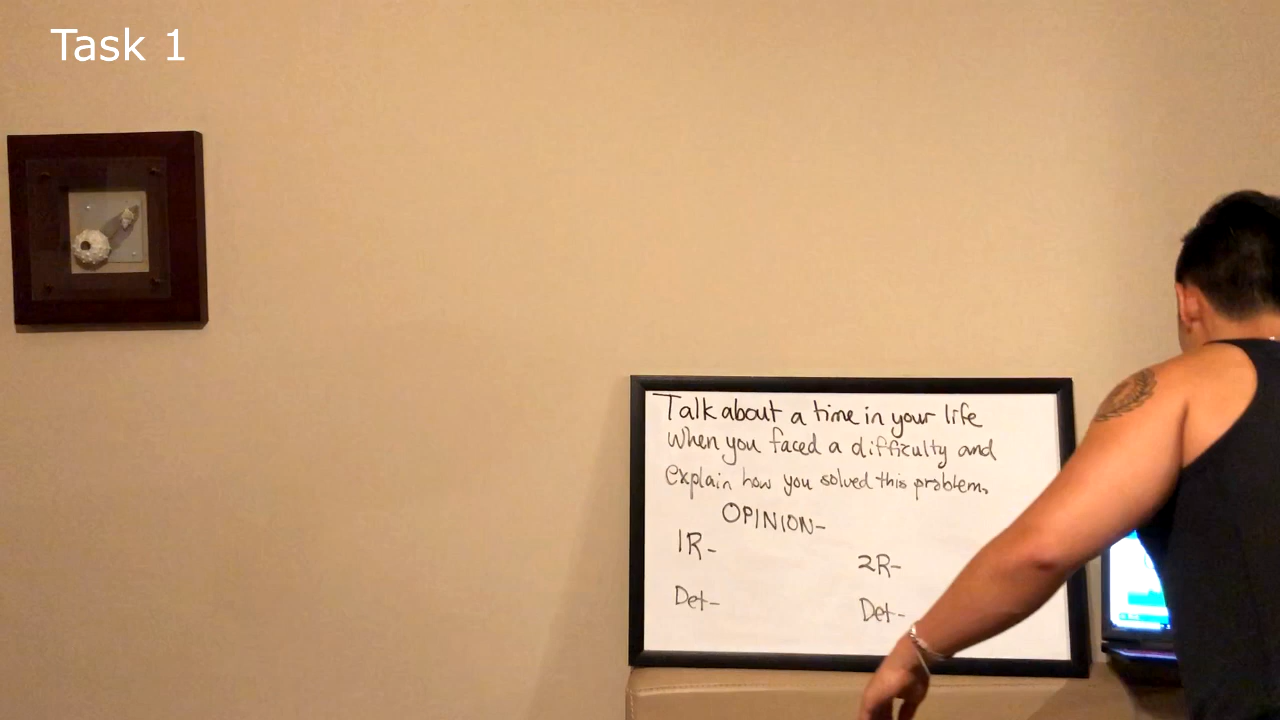 Task 1
Talk about a time in your life
when you faced a difficulty and
explain how you solved this problem.
OPINION-
1R-
2R-
Det-
Det-